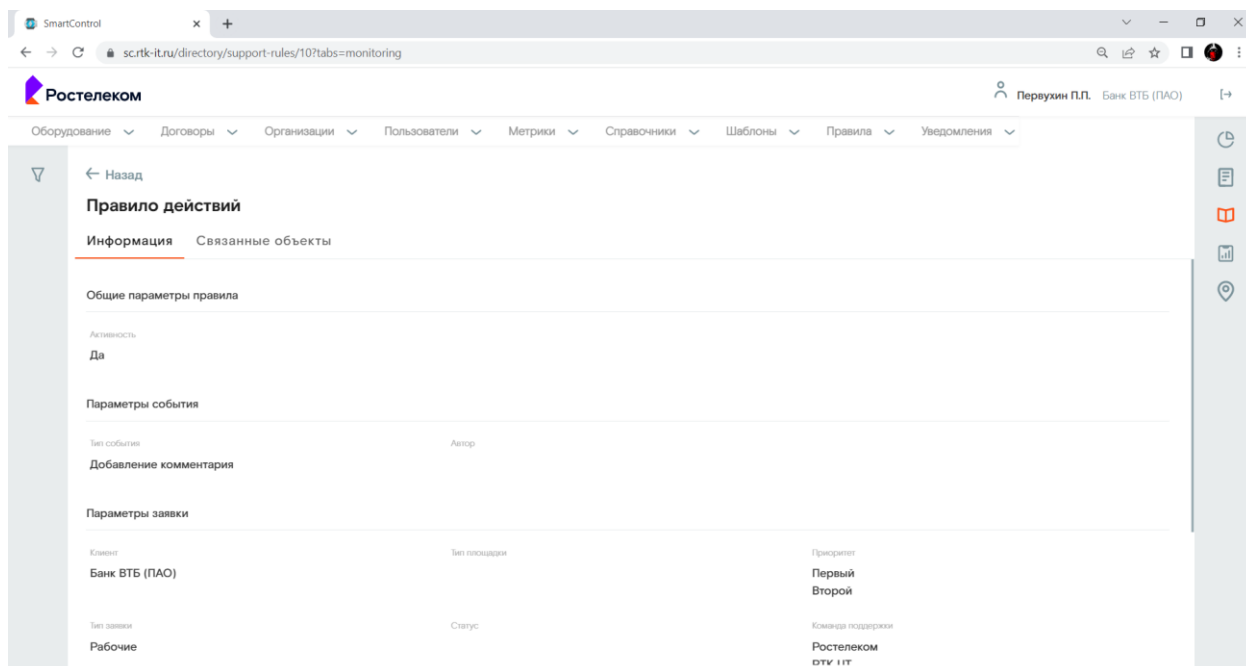 SmartControl
sc.rtk-it.ru/directory/support-rules/10?tabs=monitoring
Ростелеком
Первухин П.П. Банк ВТБ (ПАО)
Оборудование Договоры Организации Пользователи Метрики Справочники Шаблоны Правила Уведомления
Назад
Правило действий
Информация Связанные объекты
Общие параметры правила
Активность
Да
Параметры события
Тип события Автор
Добавление комментария
Параметры заявки
Клиент Тип площадки Приоритет
Банк ВТБ (ПАО) Первый
Второй
Тип заявки Статус Команда поддержки
Рабочие Ростелеком